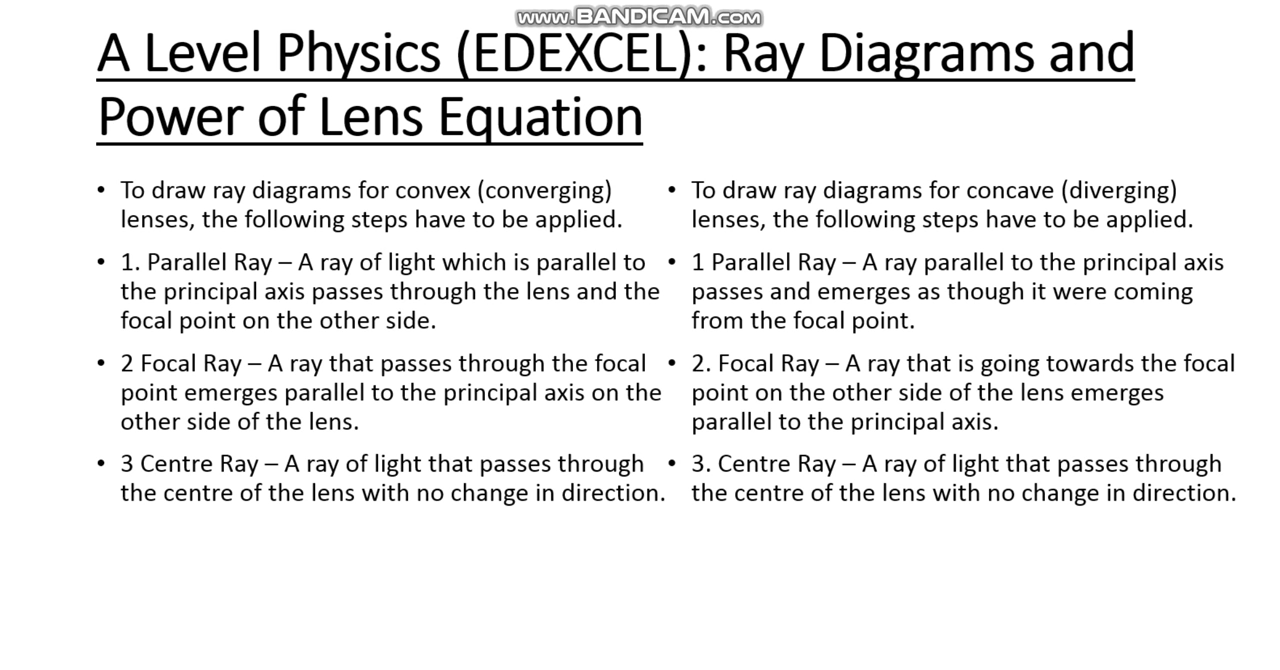 www.BANDICAM.com
A Level Physics (EDEXCEL): Ray Diagrams and
Power of Lens Equation
• To draw ray diagrams for convex (converging)
lenses, the following steps have to be applied.
• 1. Parallel Ray – A ray of light which is parallel to
the principal axis passes through the lens and the
focal point on the other side.
• 2 Focal Ray – A ray that passes through the focal
point emerges parallel to the principal axis on the
other side of the lens.
• 3 Centre Ray – A ray of light that passes through
the centre of the lens with no change in direction.
• To draw ray diagrams for concave (diverging)
lenses, the following steps have to be applied.
• 1 Parallel Ray – A ray parallel to the principal axis
passes and emerges as though it were coming
from the focal point.
• 2. Focal Ray – A ray that is going towards the focal
point on the other side of the lens emerges
parallel to the principal axis.
• 3. Centre Ray – A ray of light that passes through
the centre of the lens with no change in direction.